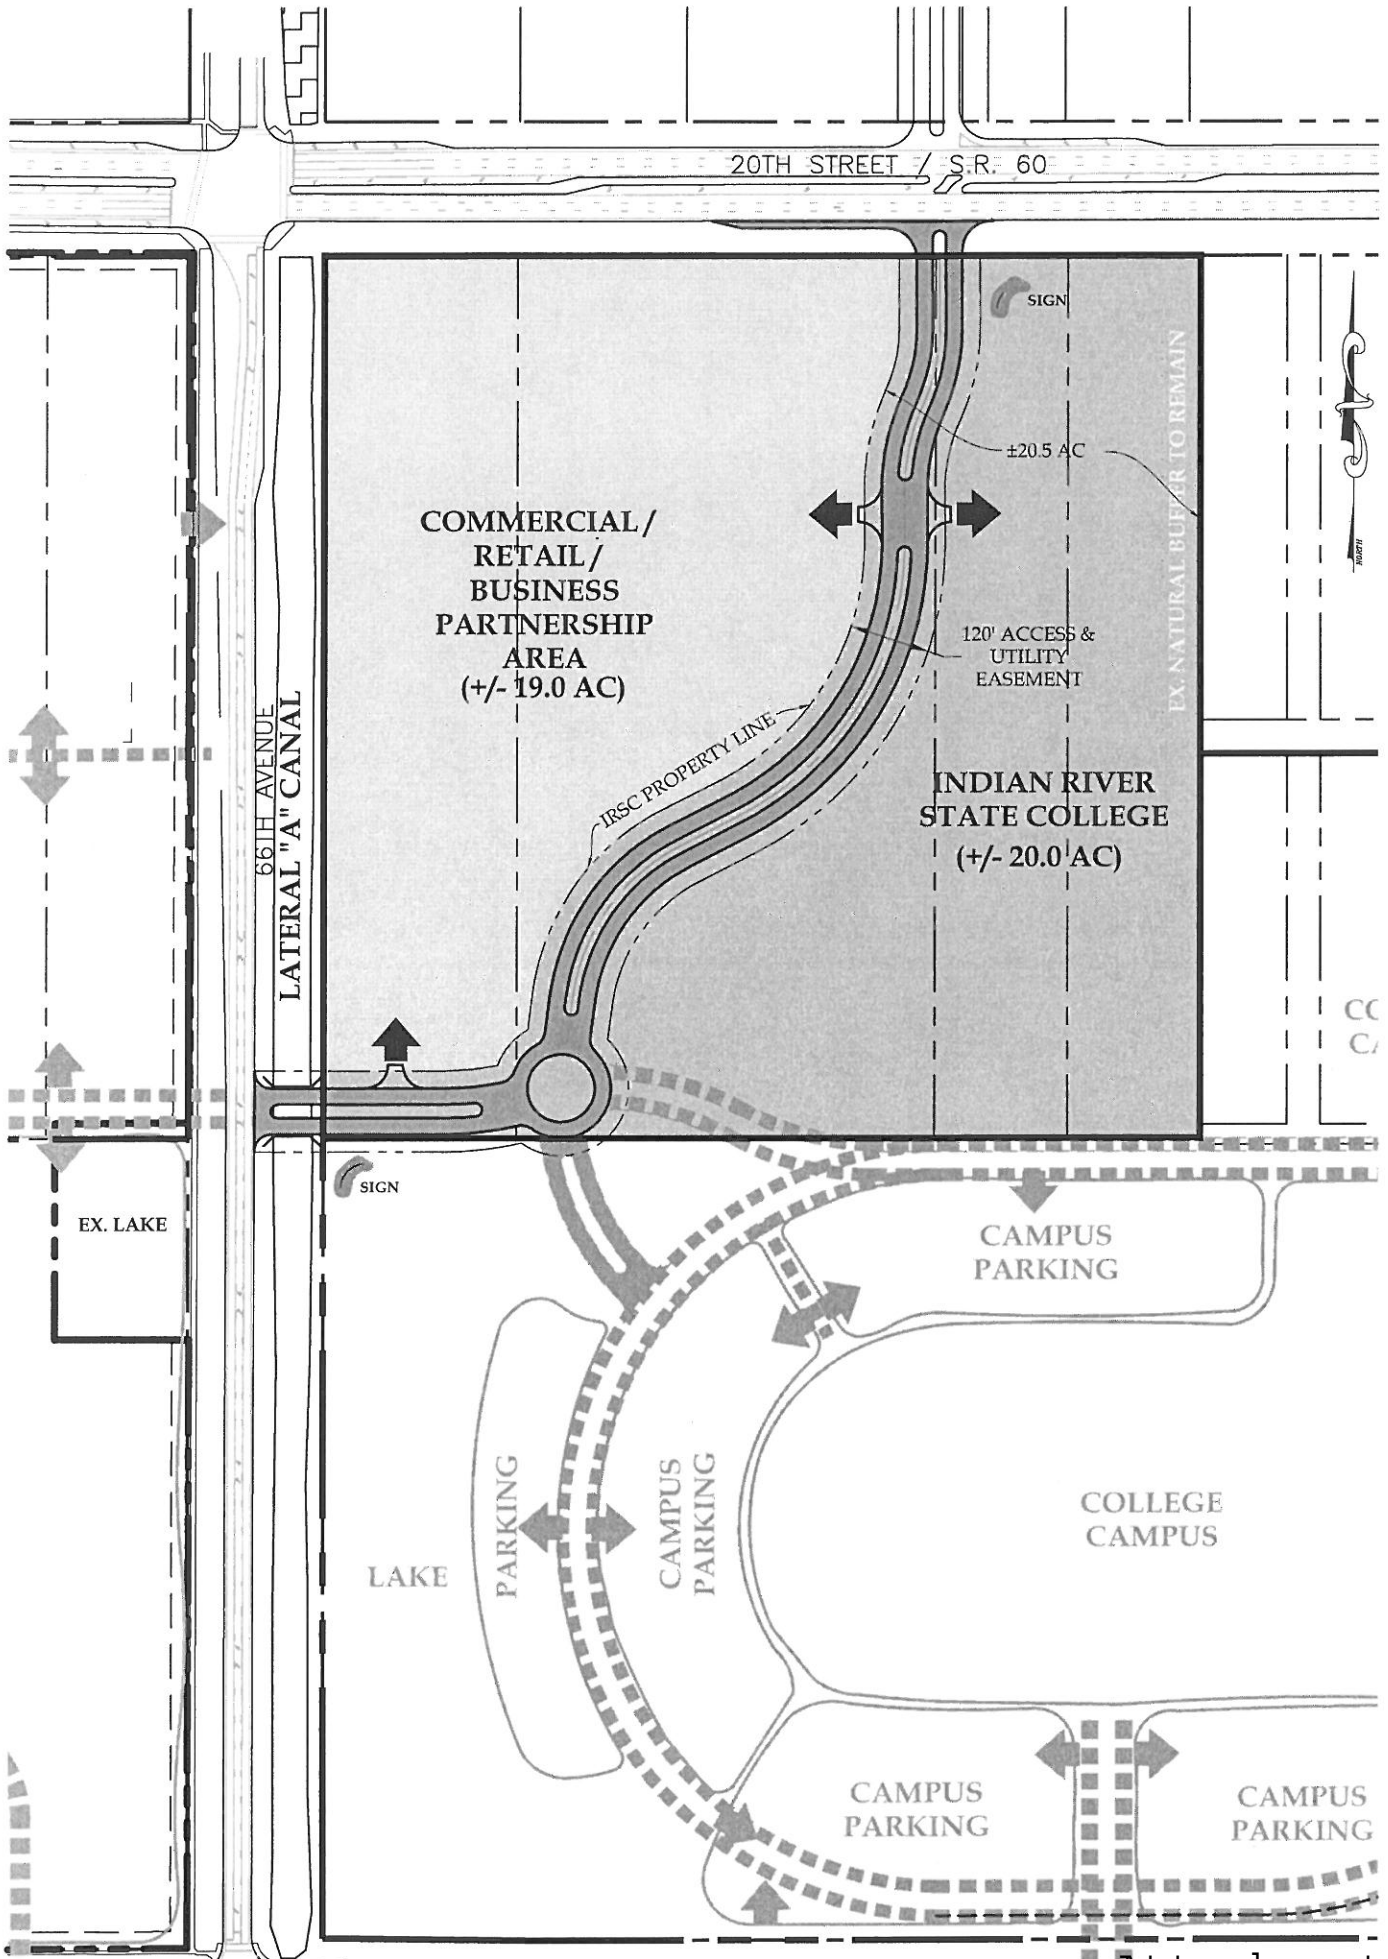 20TH STREET / S.R. 60
SIGN
EX. NATURAL BUFFER TO REMAIN
NORTH
±20.5 AC
COMMERCIAL/
RETAIL/
BUSINESS
PARTNERSHIP
AREA
(+/- 19.0 AC)
120' ACCESS &
UTILITY
EASEMENT
66TH AVENUE
LATERAL "A" CANAL
IRSC PROPERTY LINE
INDIAN RIVER
STATE COLLEGE
(+/- 20.0 AC)
SIGN
EX. LAKE
CAMPUS
PARKING
PARKING
CAMPUS
PARKING
COLLEGE
CAMPUS
LAKE
CAMPUS
PARKING
CAMPUS
PARKING